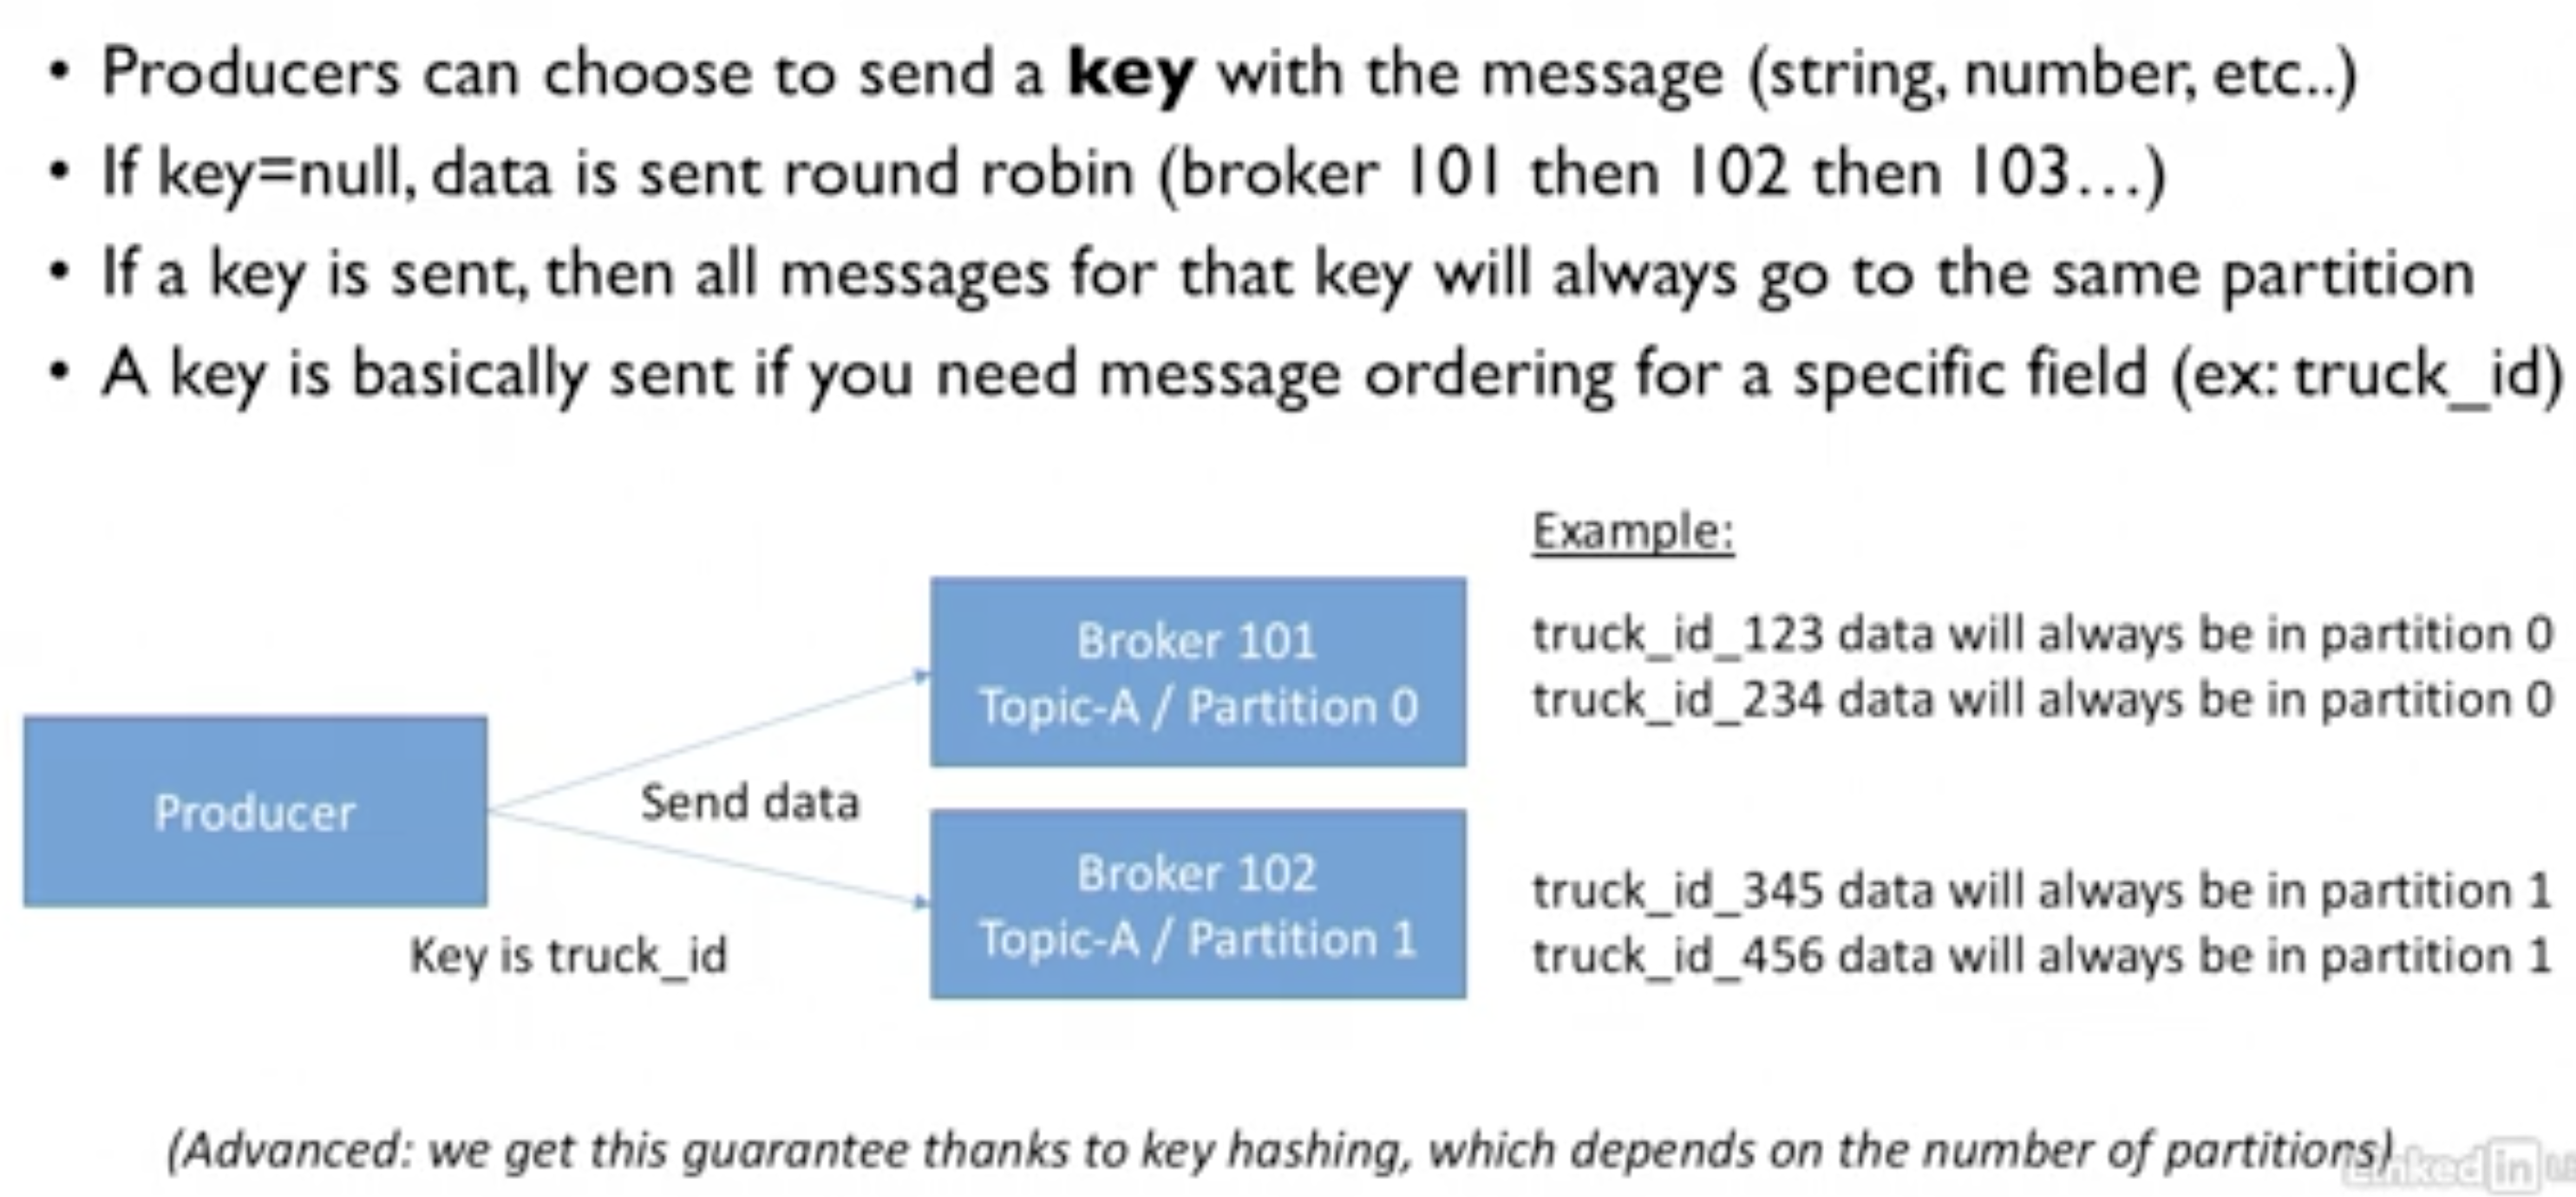 • Producers can choose to send a key with the message (string, number, etc..)
• If key=null, data is sent round robin (broker 101 then 102 then 103...)
• If a key is sent, then all messages for that key will always go to the same partition
• A key is basically sent if you need message ordering for a specific field (ex: truck_id)
Example:
Broker 101
Topic-A / Partition 0
truck_id_123 data will always be in partition 0
truck_id_234 data will always be in partition 0
Producer
Send data
Key is truck_id
Broker 102
Topic-A / Partition 1
truck_id_345 data will always be in partition 1
truck_id_456 data will always be in partition 1
(Advanced: we get this guarantee thanks to key hashing, which depends on the number of partitions)
Linked in